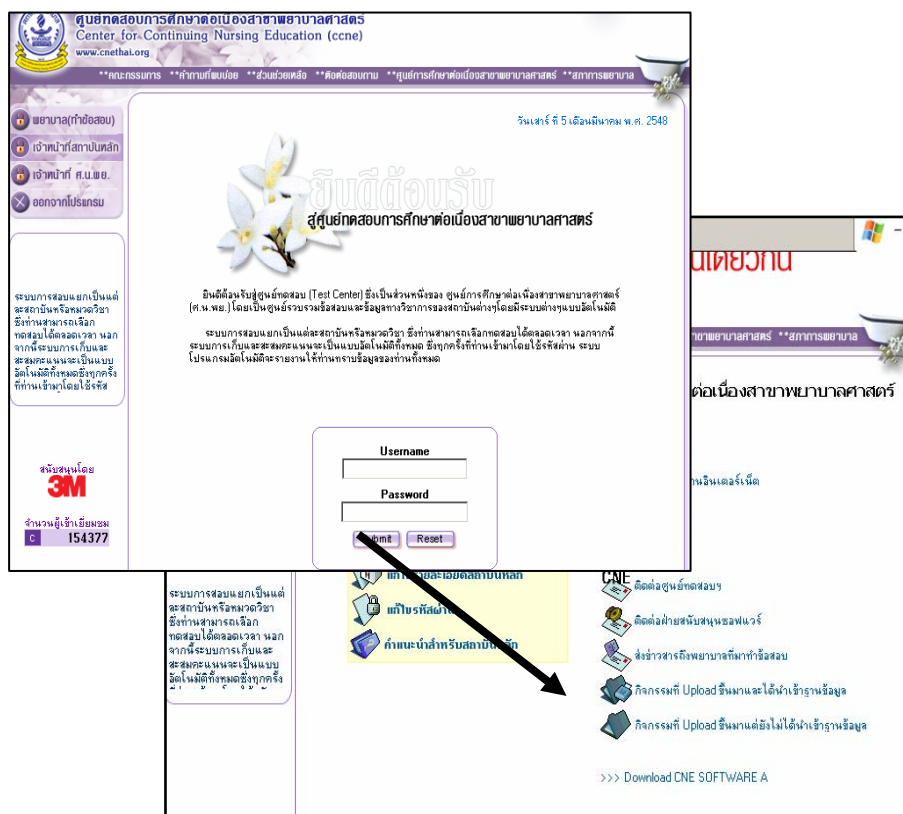 ศูนย์ทดสอบการศึกษาต่อเนื่องสาขาพยาบาลศาสตร์
Center for Continuing Nursing Education (ccne)
www.cnethai.org
**คณะกรรมการ **คำถามที่พบบ่อย **ส่วนช่วยเหลือ **ติดต่อสอบถาม **ศูนย์การศึกษาต่อเนื่องสาขาพยาบาลศาสตร์ **สภาการพยาบาล
พยาบาล(ทำข้อสอบ)
เจ้าหน้าที่สถาบันหลัก
เจ้าหน้าที่ ศ.น.พย.
ออกจากโปรแกรม
ระบบการสอบแยกเป็นแต่
ละสถาบันหรือหมวดวิชา
ซึ่งท่านสามารถเลือก
ทดสอบได้ตลอดเวลา นอก
จากนี้ระบบการเก็บและ
สะสมคะแนนจะเป็นแบบ
อัตโนมัติทั้งหมดซึ่งทุกครั้ง
ที่ท่านเข้ามาโดยใช้รหัส
สนับสนุนโดย
3M
จำนวนผู้เข้าเยี่ยมชม
C 154377
วันเสาร์ ที่ 5 เดือนมีนาคม พ.ศ. 2548
ยินดีต้อนรับ
สู่ศูนย์ทดสอบการศึกษาต่อเนื่องสาขาพยาบาลศาสตร์
ยินดีต้อนรับสู่ศูนย์ทดสอบ (Test Center) ซึ่งเป็นส่วนหนึ่งของ ศูนย์การศึกษาต่อเนื่องสาขาพยาบาลศาสตร์
(ศ.น.พย.) โดยเป็นศูนย์รวบรวมข้อสอบและข้อมูลทางวิชาการของสถาบันต่างๆโดยมีระบบต่างๆแบบอัตโนมัติ
ระบบการสอบแยกเป็นแต่ละสถาบันหรือหมวดวิชา ซึ่งท่านสามารถเลือกทดสอบได้ตลอดเวลา นอกจากนี้
ระบบการเก็บและสะสมคะแนนจะเป็นแบบอัตโนมัติทั้งหมด ซึ่งทุกครั้งที่ท่านเข้ามาโดยใช้รหัสผ่าน ระบบ
โปรแกรมอัตโนมัติจะรายงานให้ท่านทราบข้อมูลของท่านทั้งหมด
Username
Password
Submit Reset
นเดียวกัน
าขาพยาบาลศาสตร์ **สภาการพยาบาล
ต่อเนื่องสาขาพยาบาลศาสตร์
านอินเตอร์เน็ต
ระบบการสอบแยกเป็นแต่
ละสถาบันหรือหมวดวิชา
ซึ่งท่านสามารถเลือก
ทดสอบได้ตลอดเวลา นอก
จากนี้ระบบการเก็บและ
สะสมคะแนนจะเป็นแบบ
อัตโนมัติทั้งหมดซึ่งทุกครั้ง
แก้ไขรายละเอียดสถาบันหลัก
แก้ไขรหัสผ่าน
คำแนะนำสำหรับสถาบันหลัก
CNE
ติดต่อศูนย์ทดสอบฯ
ติดต่อฝ่ายสนับสนุนซอฟแวร์
ส่งข่าวสารถึงพยาบาลที่มาทำข้อสอบ
กิจกรรมที่ Upload ขึ้นมาและได้นำเข้าฐานข้อมูล
กิจกรรมที่ Upload ขึ้นมาแต่ยังไม่ได้นำเข้าฐานข้อมูล
>>> Download CNE SOFTWARE A